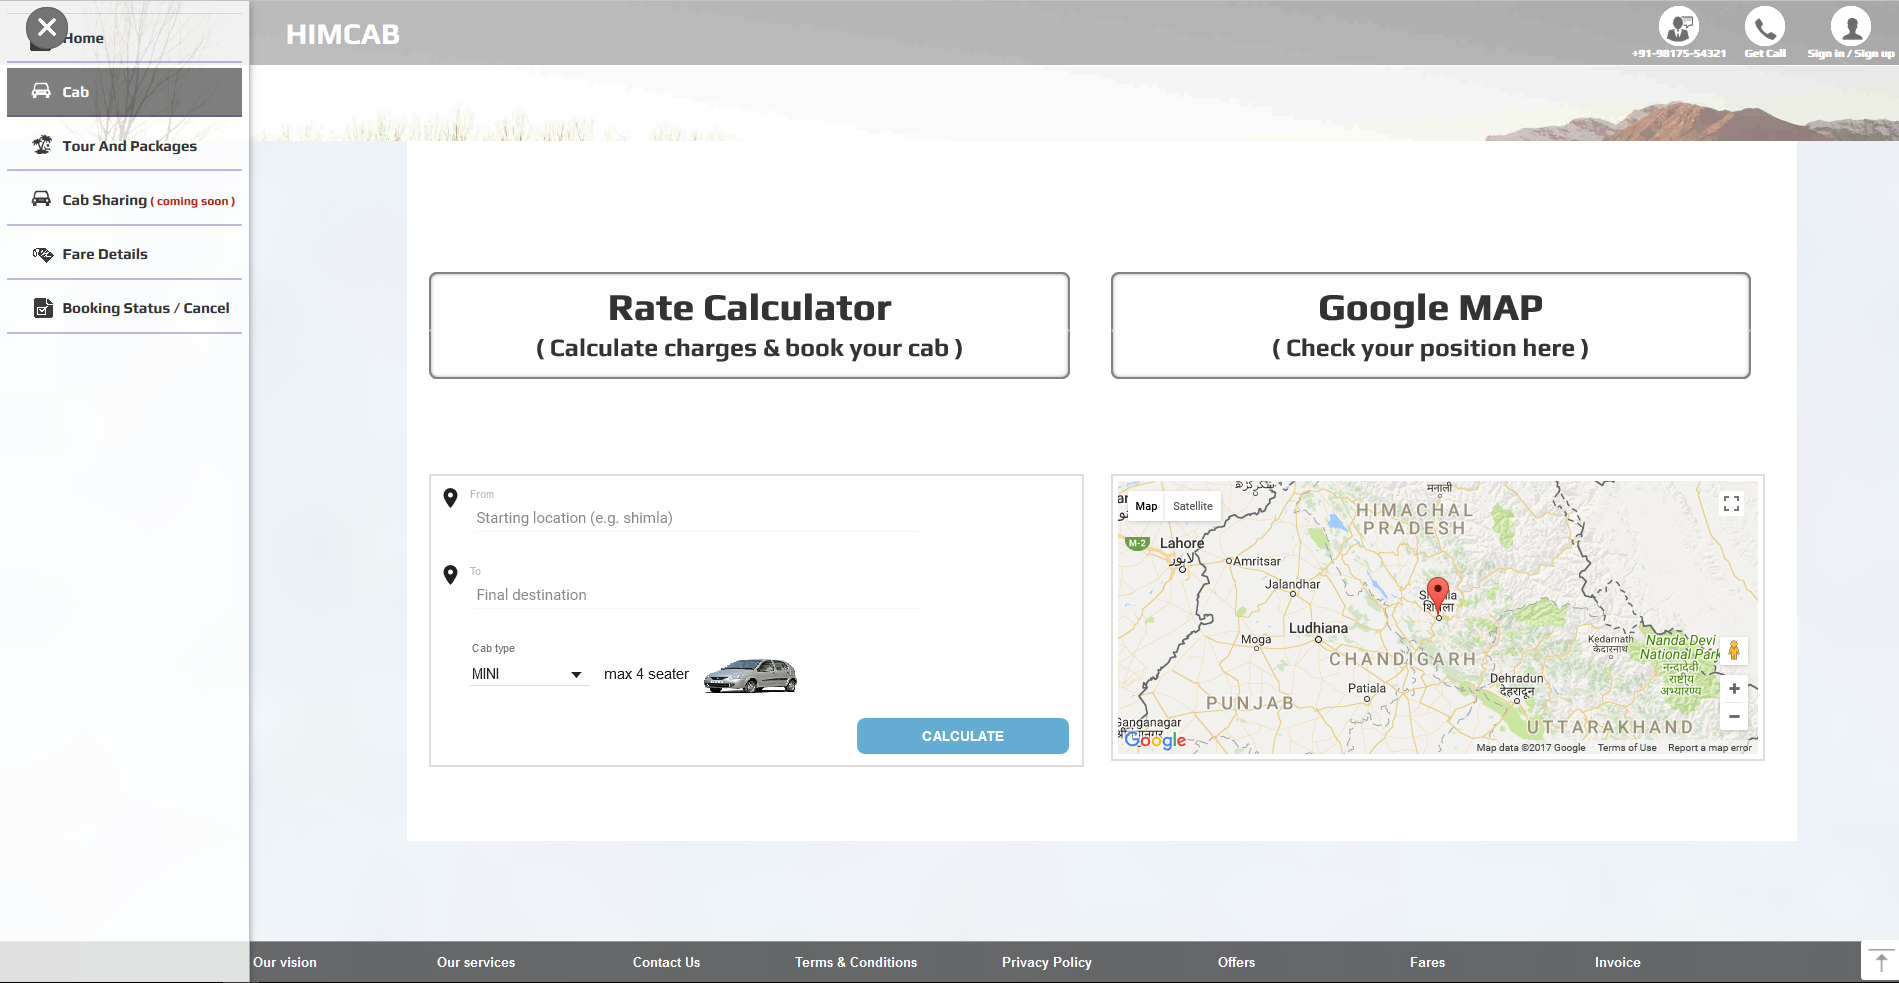 Home
Cab
Tour And Packages
Cab Sharing ( coming soon )
Fare Details
Booking Status / Cancel
HIMCAB
+91-98175-54321
Get Call
Sign in / Sign up
Rate Calculator
( Calculate charges & book your cab )
Google MAP
( Check your position here )
From
Starting location (e.g. shimla)
To
Final destination
Cab type
MINI
max 4 seater
CALCULATE
Map
Satellite
मनाली
HIMACHAL
PRADESH
M-2
Lahore
لاہور
Amritsar
Jalandhar
Ludhiana
Moga
CHANDIGARH
Patiala
PUNJAB
Kedarnath
केदारनाथ
Nanda Devi
National Park
नन्दादेवी
राष्ट्रीय
अभ्यारण्य
Dehradun
देहरादून
UTTARAKHAND
Google
Map data ©2017 Google
Terms of Use
Report a map error
Our vision
Our services
Contact Us
Terms & Conditions
Privacy Policy
Offers
Fares
Invoice